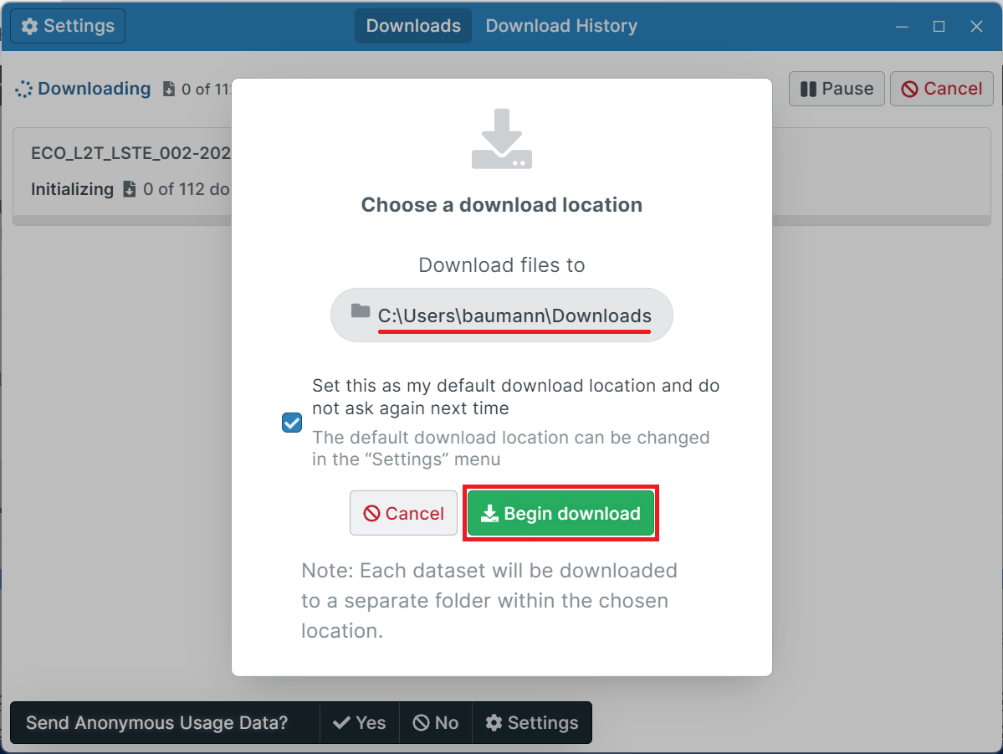 Settings
Downloads
Download History
Downloading
0 of 11
Pause
Cancel
ECO_L2T_LSTE_002-202
Initializing
0 of 112 do
Choose a download location
Download files to
C:\Users\baumann\Downloads
Set this as my default download location and do
not ask again next time
The default download location can be changed
in the “Settings” menu
Cancel
Begin download
Note: Each dataset will be downloaded
to a separate folder within the chosen
location.
Send Anonymous Usage Data?
Yes
No
Settings